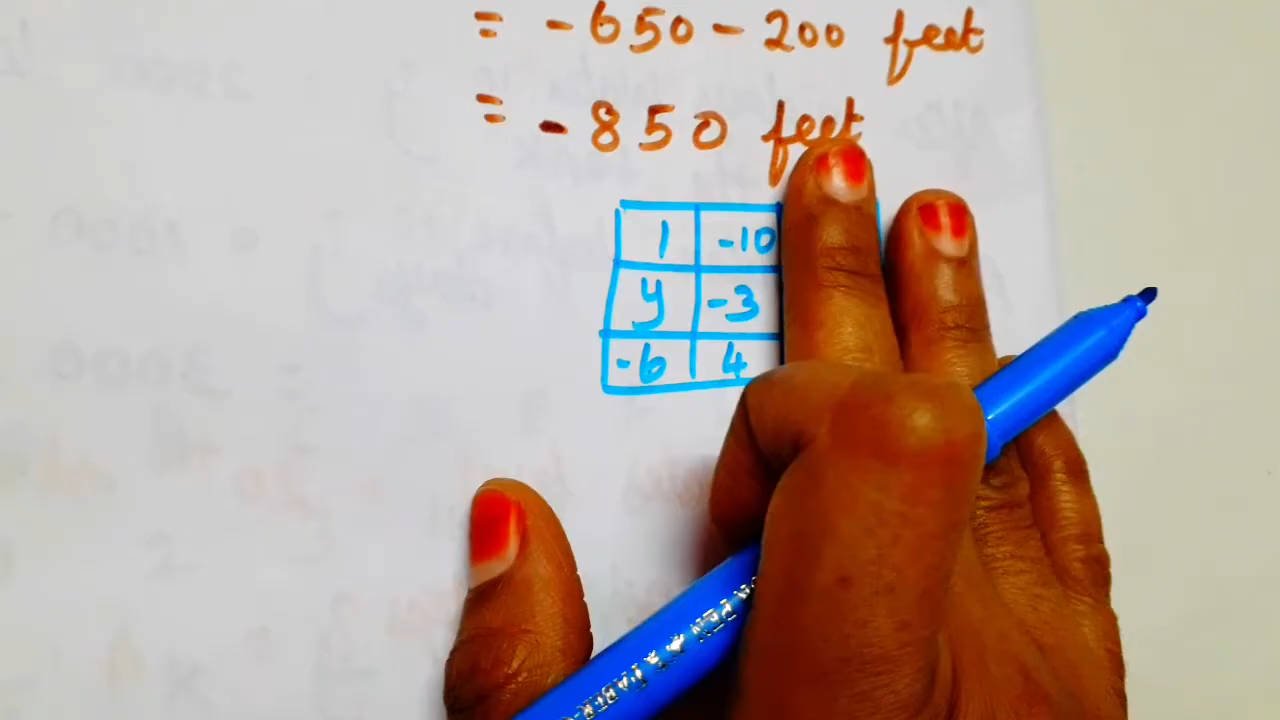 = -650 - 200 feet
= -850 feet
1 -10
y -3
-6 4